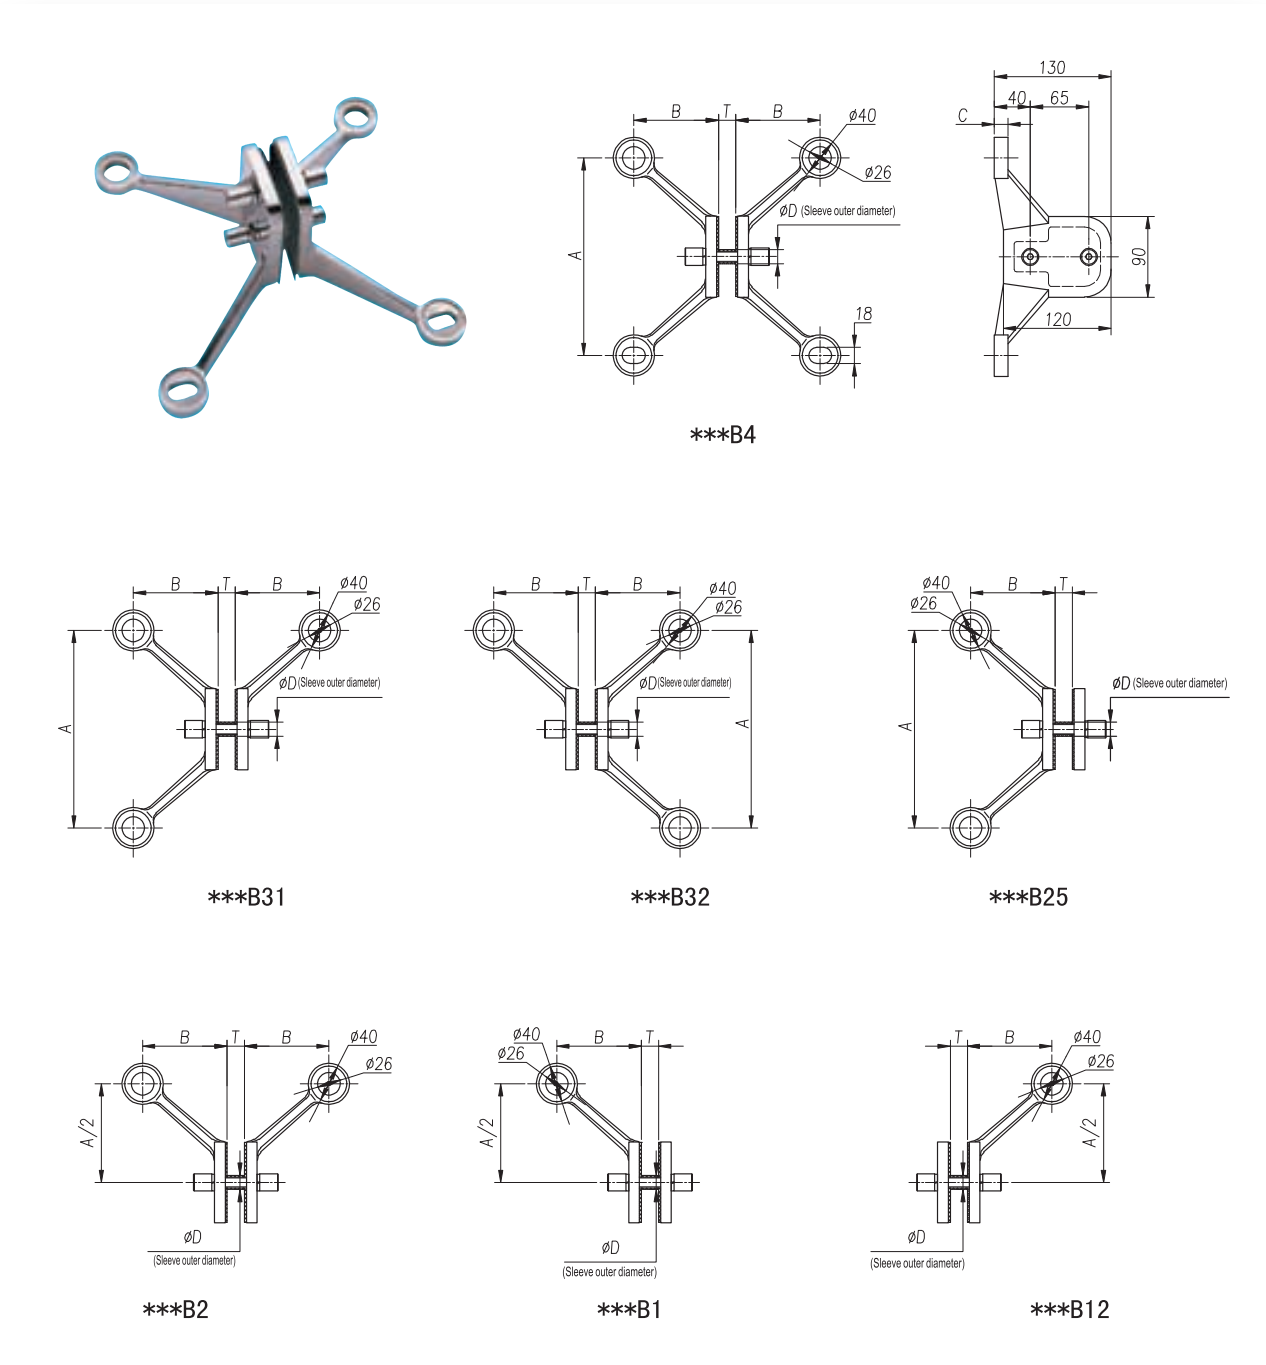 130
40 65
C
B T B
ø40
ø26
øD (Sleeve outer diameter)
A
90
18
120
***B4
B T B
ø40
ø26
øD (Sleeve outer diameter)
A
***B31
B T B
ø40
ø26
øD (Sleeve outer diameter)
A
***B32
ø40
B T
ø26
øD (Sleeve outer diameter)
A
***B25
B T B
ø40
ø26
A/2
øD
(Sleeve outer diameter)
***B2
ø40
B T
ø26
A/2
øD
(Sleeve outer diameter)
***B1
T B
ø40
ø26
A/2
øD
(Sleeve outer diameter)
***B12